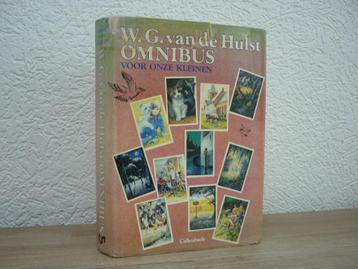 W. G. van de Hulst
OMNIBUS
VOOR ONZE KLEINEN
Callenbach